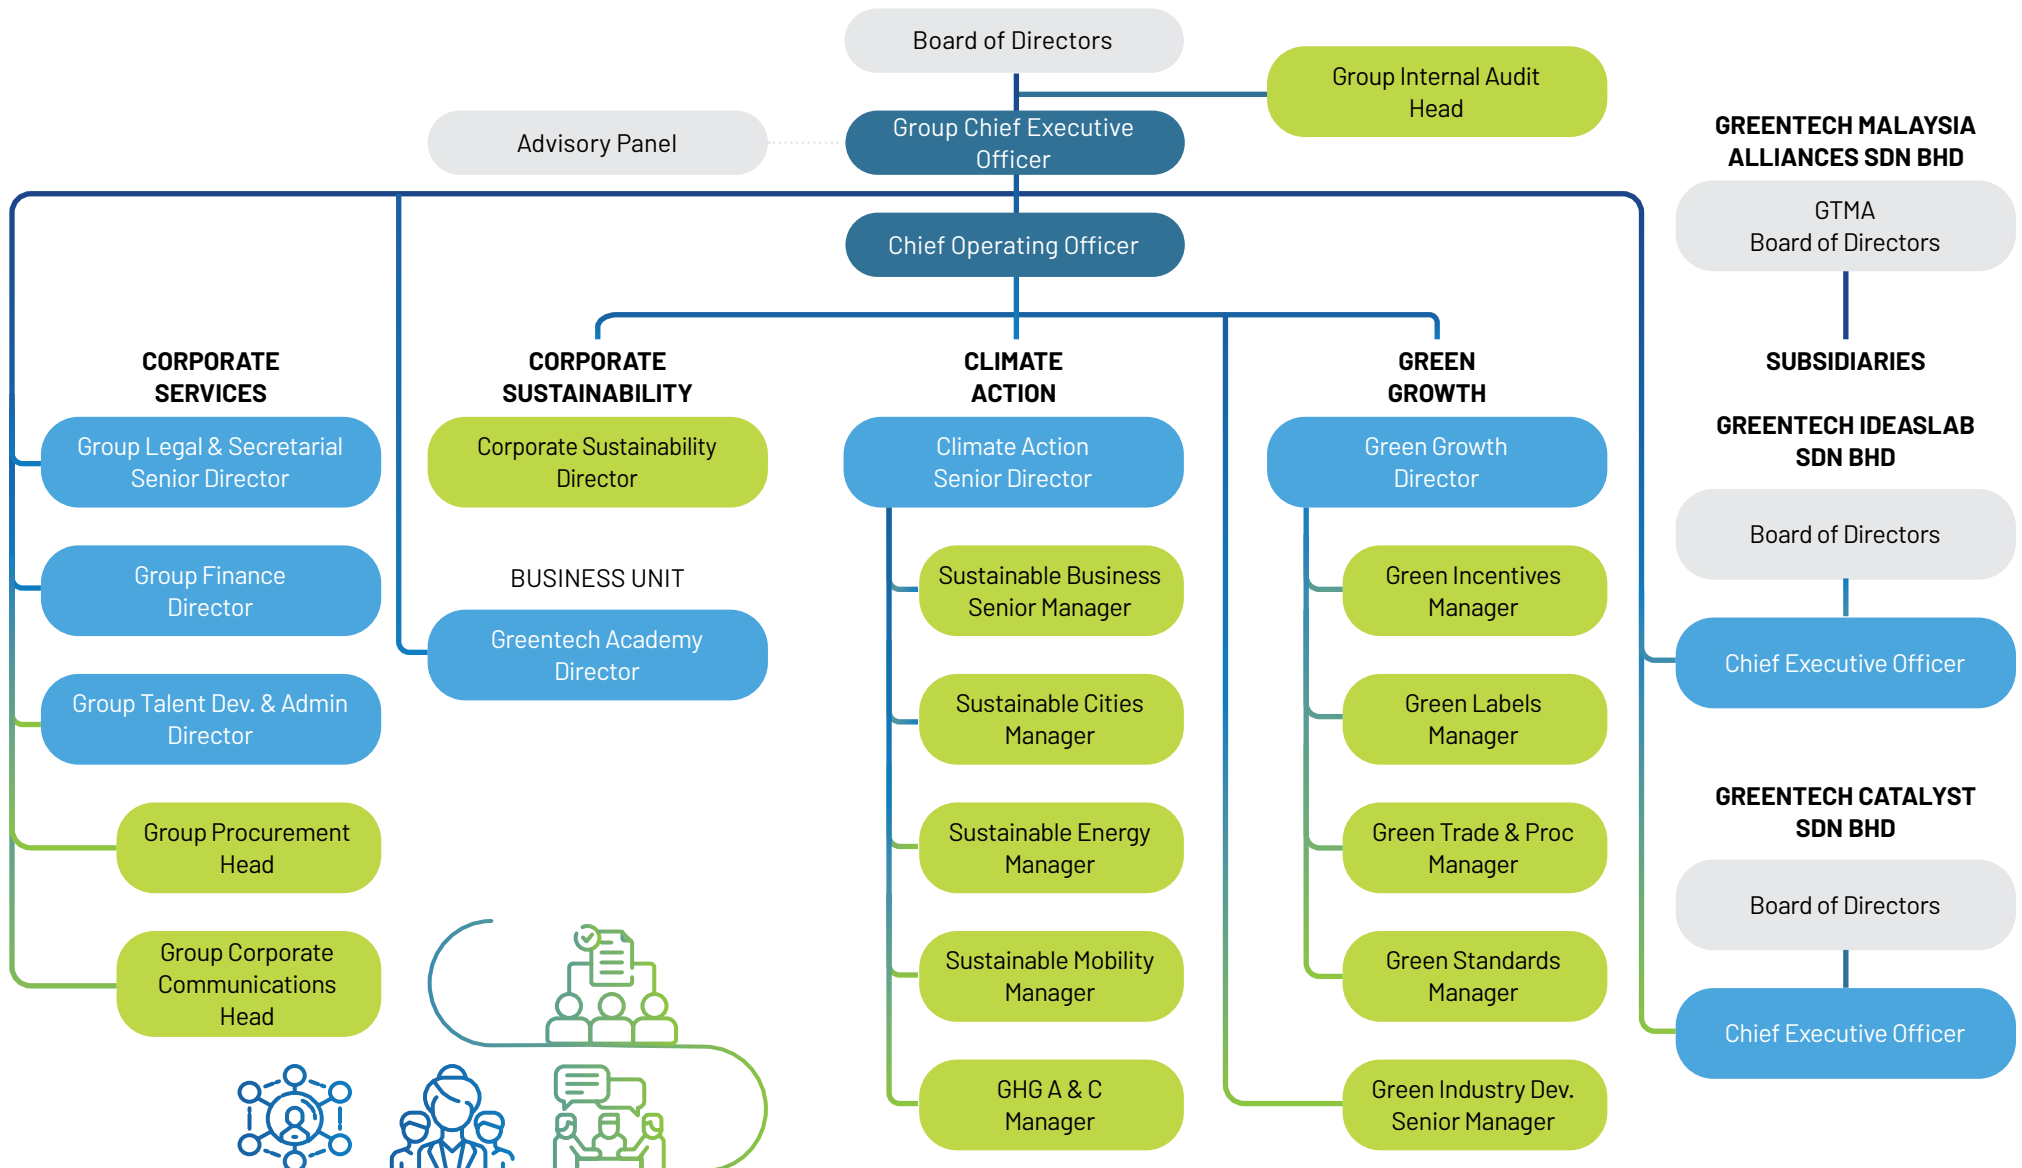 Board of Directors
Group Internal Audit
Head
Advisory Panel
Group Chief Executive
Officer
Chief Operating Officer
CORPORATE
SERVICES
Group Legal & Secretarial
Senior Director
Group Finance
Director
Group Talent Dev. & Admin
Director
Group Procurement
Head
Group Corporate
Communications
Head
CORPORATE
SUSTAINABILITY
Corporate Sustainability
Director
BUSINESS UNIT
Greentech Academy
Director
CLIMATE
ACTION
Climate Action
Senior Director
Sustainable Business
Senior Manager
Sustainable Cities
Manager
Sustainable Energy
Manager
Sustainable Mobility
Manager
GHG A & C
Manager
GREEN
GROWTH
Green Growth
Director
Green Incentives
Manager
Green Labels
Manager
Green Trade & Proc
Manager
Green Standards
Manager
Green Industry Dev.
Senior Manager
GREENTECH MALAYSIA
ALLIANCES SDN BHD
GTMA
Board of Directors
SUBSIDIARIES
GREENTECH IDEASLAB
SDN BHD
Board of Directors
Chief Executive Officer
GREENTECH CATALYST
SDN BHD
Board of Directors
Chief Executive Officer